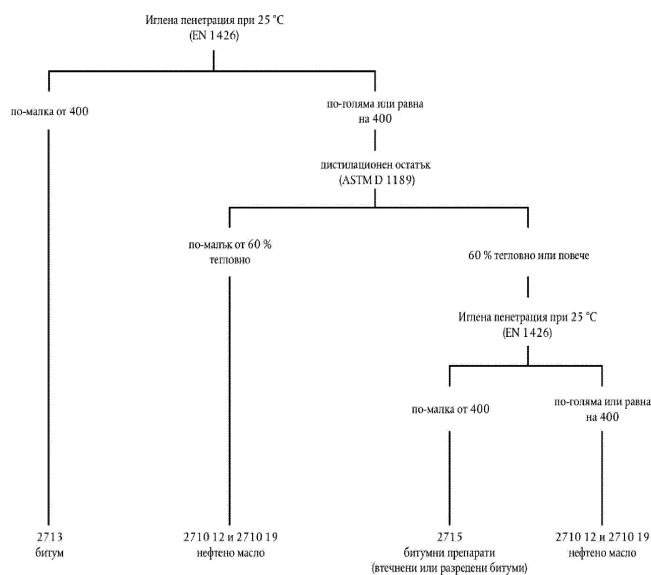 Иглена пенетрация при 25 °C
(EN 1426)
по-малка от 400
по-голяма или равна
на 400
дистилационен остатък
(ASTM D 1189)
по-малък от 60 %
тегловно
60 % тегловно или повече
Иглена пенетрация при 25 °C
(EN 1426)
по-малка от 400
по-голяма или равна
на 400
2713
битум
2710 12 и 2710 19
нефтено масло
2715
битумни препарати
(втечнени или разредени битуми)
2710 12 и 2710 19
нефтено масло